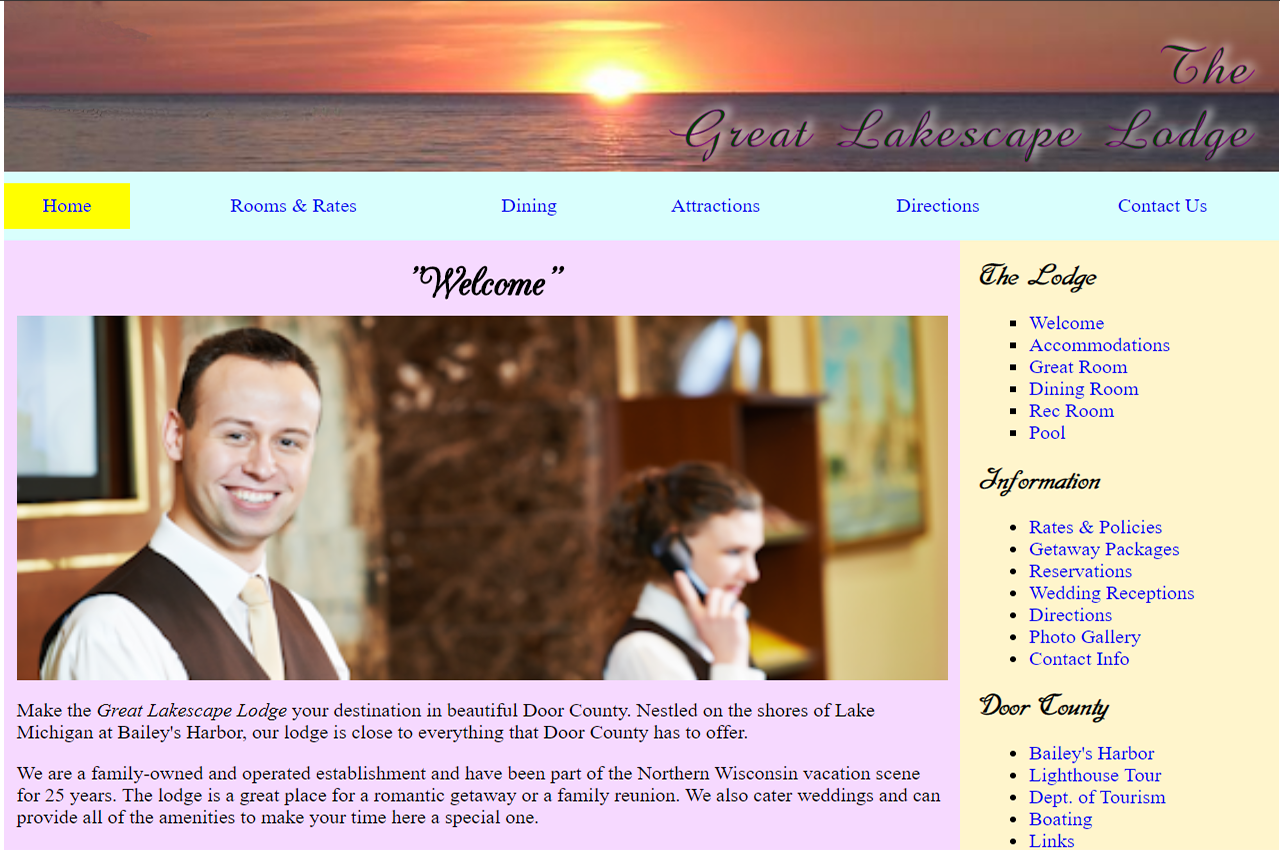 The
Great Lakescape Lodge
Home Rooms & Rates Dining Attractions Directions Contact Us
"Welcome"
Make the Great Lakescape Lodge your destination in beautiful Door County. Nestled on the shores of Lake
Michigan at Bailey's Harbor, our lodge is close to everything that Door County has to offer.
We are a family-owned and operated establishment and have been part of the Northern Wisconsin vacation scene
for 25 years. The lodge is a great place for a romantic getaway or a family reunion. We also cater weddings and can
provide all of the amenities to make your time here a special one.
The Lodge
Welcome
Accommodations
Great Room
Dining Room
Rec Room
Pool
Information
Rates & Policies
Getaway Packages
Reservations
Wedding Receptions
Directions
Photo Gallery
Contact Info
Door County
Bailey's Harbor
Lighthouse Tour
Dept. of Tourism
Boating
Links